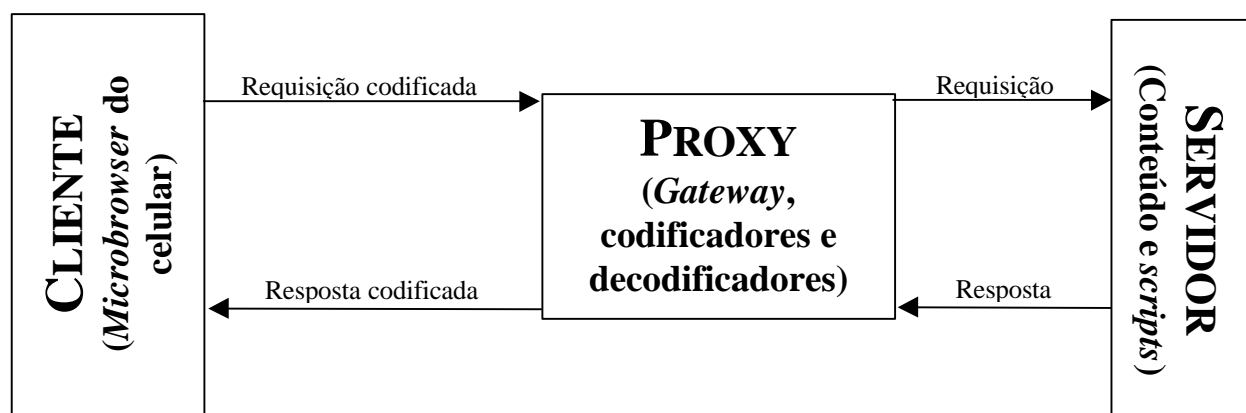 CLIENTE
(Microbrowser do
celular)
Requisição codificada
Resposta codificada
PROXY
(Gateway,
codificadores e
decodificadores)
Requisição
Resposta
SERVIDOR
(Conteúdo e scripts)